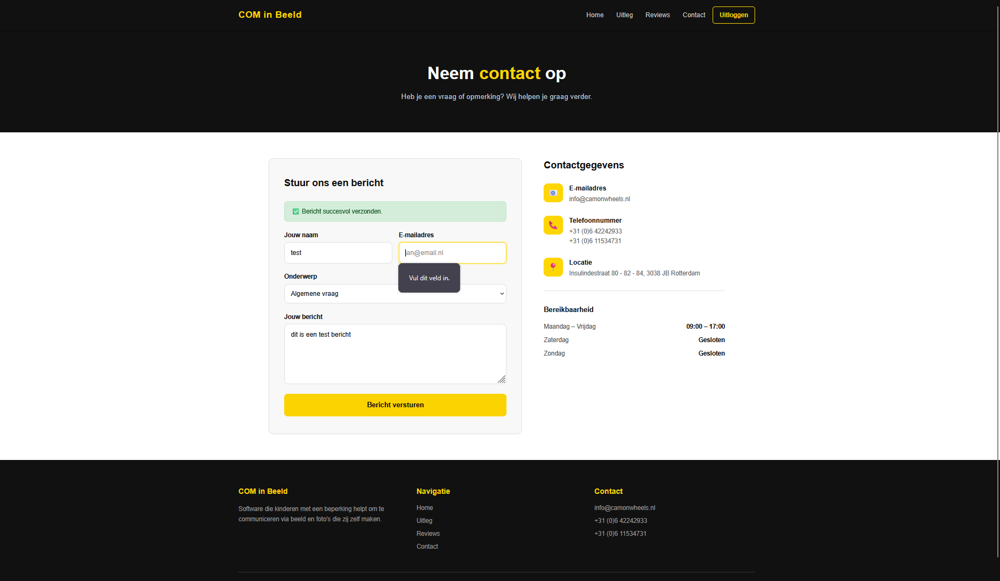 COM in Beeld
Home Uitleg Reviews Contact Uitloggen
Neem contact op
Heb je een vraag of opmerking? Wij helpen je graag verder.
Stuur ons een bericht
Bericht succesvol verzonden.
Jouw naam E-mailadres
test jan@email.nl
Vul dit veld in.
Onderwerp
Algemene vraag
Jouw bericht
dit is een test bericht
Bericht versturen
Contactgegevens
E-mailadres
info@camonwheels.nl
Telefoonnummer
+31 (0)6 42242933
+31 (0)6 11534731
Locatie
Insulindestraat 80 - 82 - 84, 3038 JB Rotterdam
Bereikbaarheid
Maandag – Vrijdag 09:00 – 17:00
Zaterdag Gesloten
Zondag Gesloten
COM in Beeld
Software die kinderen met een beperking helpt om te
communiceren via beeld en foto's die zij zelf maken.
Navigatie
Home
Uitleg
Reviews
Contact
Contact
info@camonwheels.nl
+31 (0)6 42242933
+31 (0)6 11534731